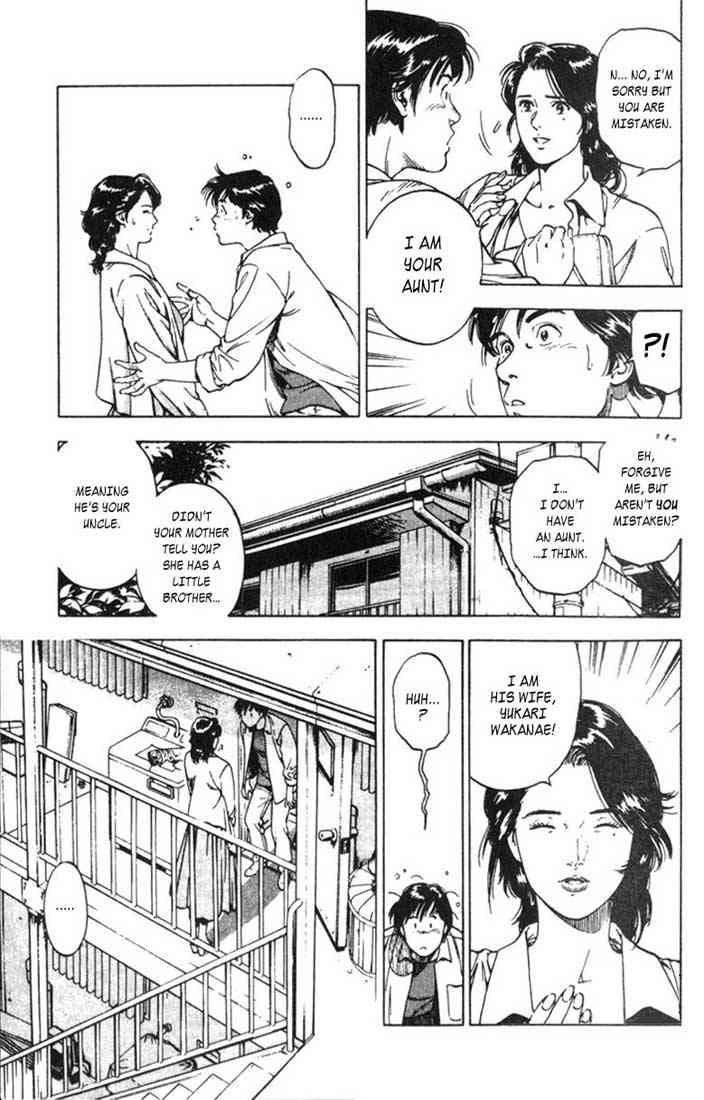 N... NO, I'M
SORRY BUT
YOU ARE
MISTAKEN.
I AM
YOUR
AUNT!
?!
......
EH,
FORGIVE
ME, BUT
AREN'T YOU
MISTAKEN?
I...
I DON'T
HAVE
AN AUNT.
...I THINK.
DIDN'T
YOUR MOTHER
TELL YOU?
SHE HAS A
LITTLE
BROTHER...
MEANING
HE'S YOUR
UNCLE.
I AM
HIS WIFE,
YUKARI
WAKANAE!
HUH...
?
.....